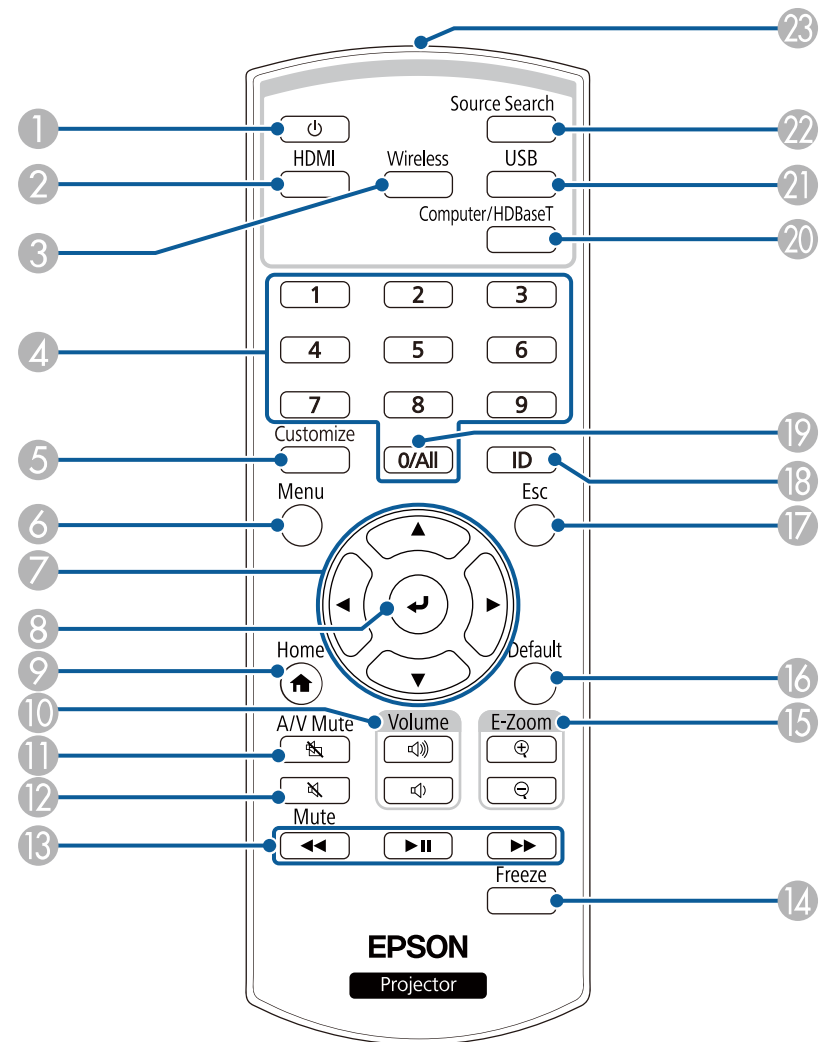 23
Source Search
1
22
HDMI
Wireless
USB
2
21
Computer/HDBaseT
3
20
1 2 3
4
4 5 6
7 8 9
Customize
19
5
0/All
ID
18
Menu
Esc
6
17
7
8
Home
Default
9
16
10
Volume
E-Zoom
15
A/V Mute
11
12
Mute
13
Freeze
14
EPSON
Projector